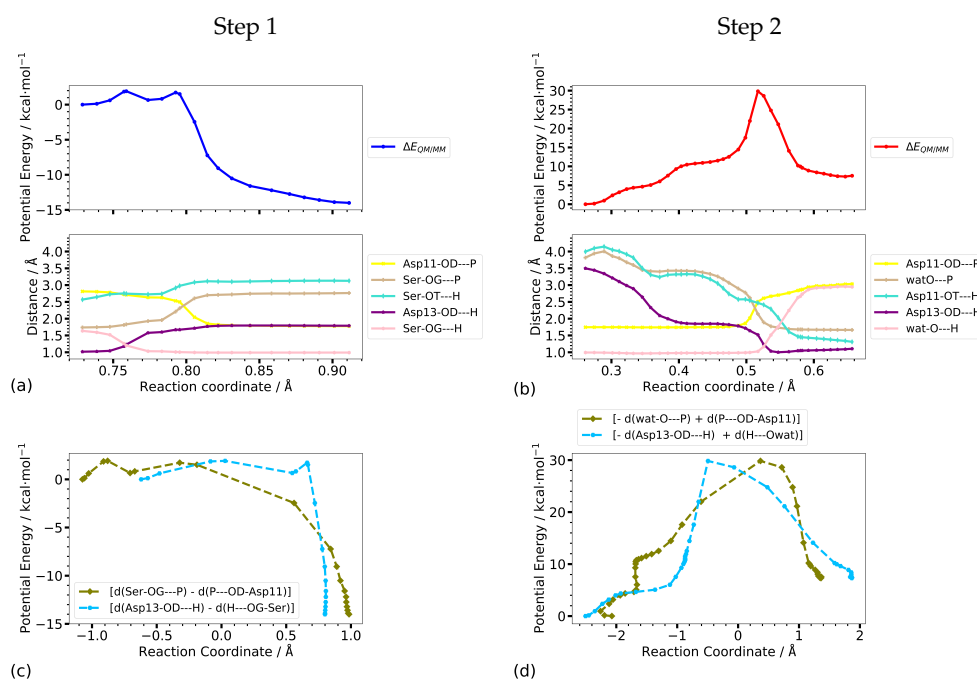 Step 1
Step 2
Potential Energy / kcal·mol⁻¹
0
−5
−10
−15
ΔE_QM/MM
Potential Energy / kcal·mol⁻¹
30
25
20
15
10
5
0
ΔE_QM/MM
Distance / Å
4.0
3.5
3.0
2.5
2.0
1.5
1.0
0.75
0.80
0.85
0.90
Reaction coordinate / Å
Asp11-OD---P
Ser-OG---P
Ser-OT---H
Asp13-OD---H
Ser-OG---H
(a)
Distance / Å
4.0
3.5
3.0
2.5
2.0
1.5
1.0
0.3
0.4
0.5
0.6
Reaction coordinate / Å
Asp11-OD---P
watO---P
Asp11-OT---H
Asp13-OD---H
wat-O---H
(b)
Potential Energy / kcal·mol⁻¹
0
−5
−10
−15
−1.0
−0.5
0.0
0.5
1.0
Reaction Coordinate / Å
[d(Ser-OG---P) - d(P---OD-Asp11)]
[d(Asp13-OD---H) - d(H---OG-Ser)]
(c)
[- d(wat-O---P) + d(P---OD-Asp11)]
[- d(Asp13-OD---H) + d(H---Owat)]
Potential Energy / kcal·mol⁻¹
30
20
10
0
−2
−1
0
1
2
Reaction Coordinate / Å
(d)